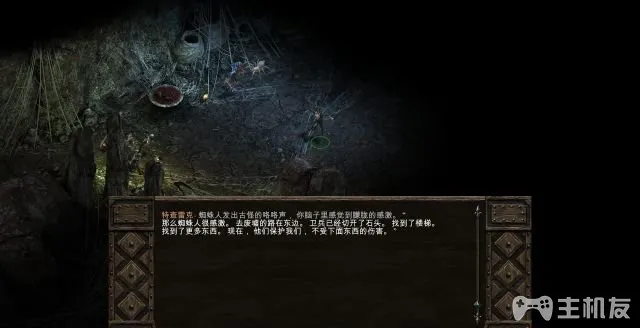 特查雷克: 蜘蛛人发出古怪的咯咯声，你脑子里感觉到朦胧的感激。"
那么蜘蛛人很感激。 去废墟的路在东边。 卫兵已经切开了石头。 找到了楼梯。
找到了更多东西。 现在，他们保护我们，不受下面东西的伤害。"
主机友